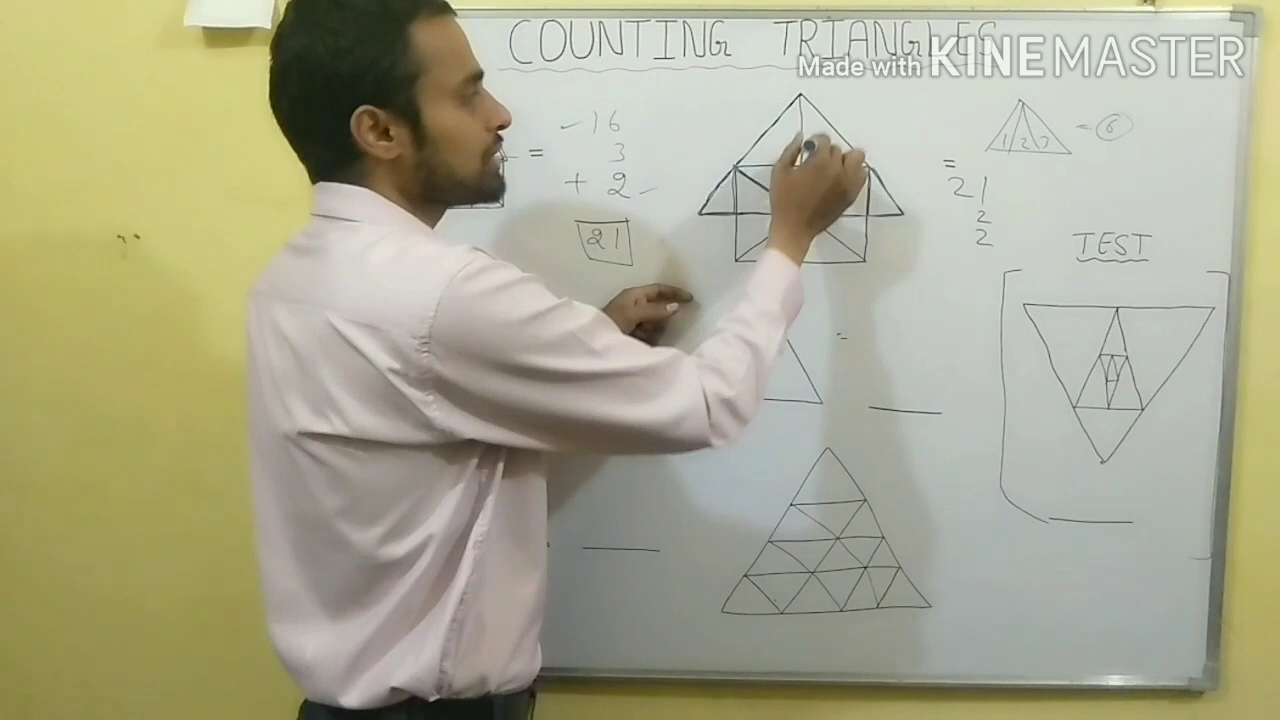 COUNTING TRIANGLES
Made with KINEMASTER
= 16
3
+ 2
21
=
21
2
2
1 2 3 = 6
TEST
=